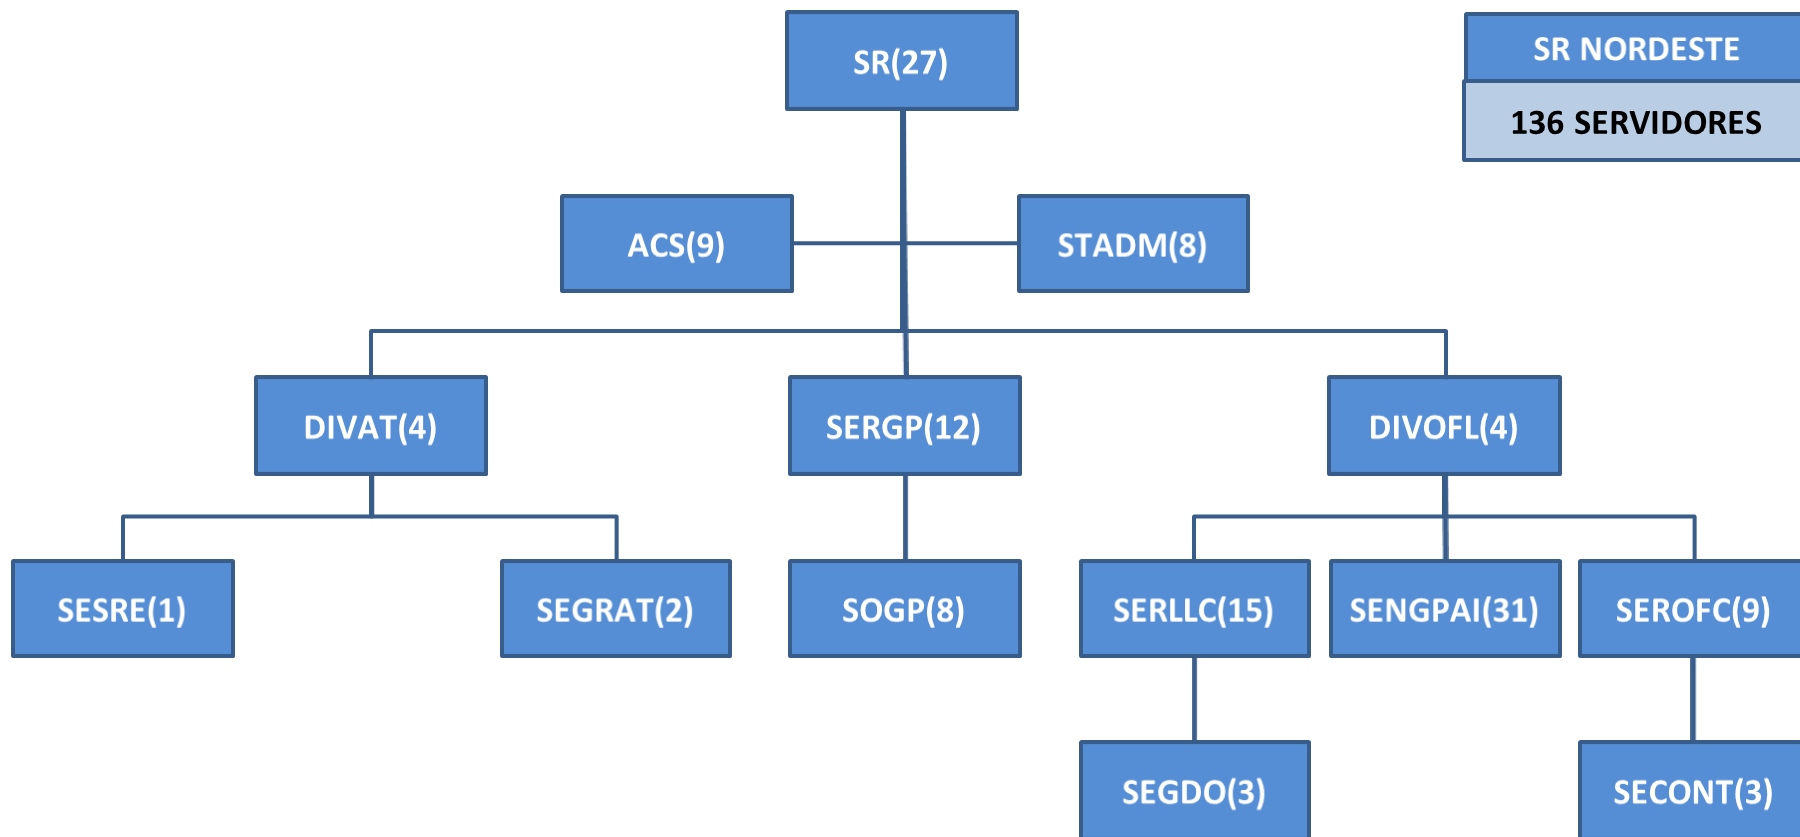 SR(27)
SR NORDESTE
136 SERVIDORES
ACS(9)
STADM(8)
DIVAT(4)
SERGP(12)
DIVOFL(4)
SESRE(1)
SEGRAT(2)
SOGP(8)
SERLLC(15)
SENGPAI(31)
SEROFC(9)
SEGDO(3)
SECONT(3)